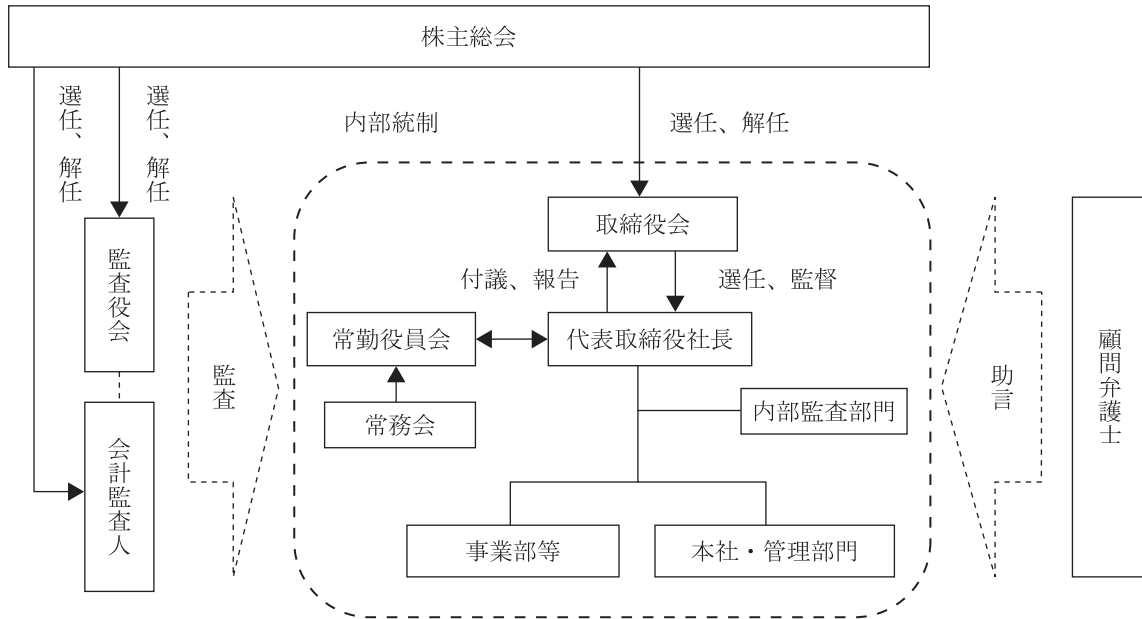 株主総会
選任、解任
選任、解任
内部統制
選任、解任
取締役会
付議、報告
選任、監督
監査役会
常勤役員会
代表取締役社長
監査
常務会
内部監査部門
助言
顧問弁護士
会計監査人
事業部等
本社・管理部門